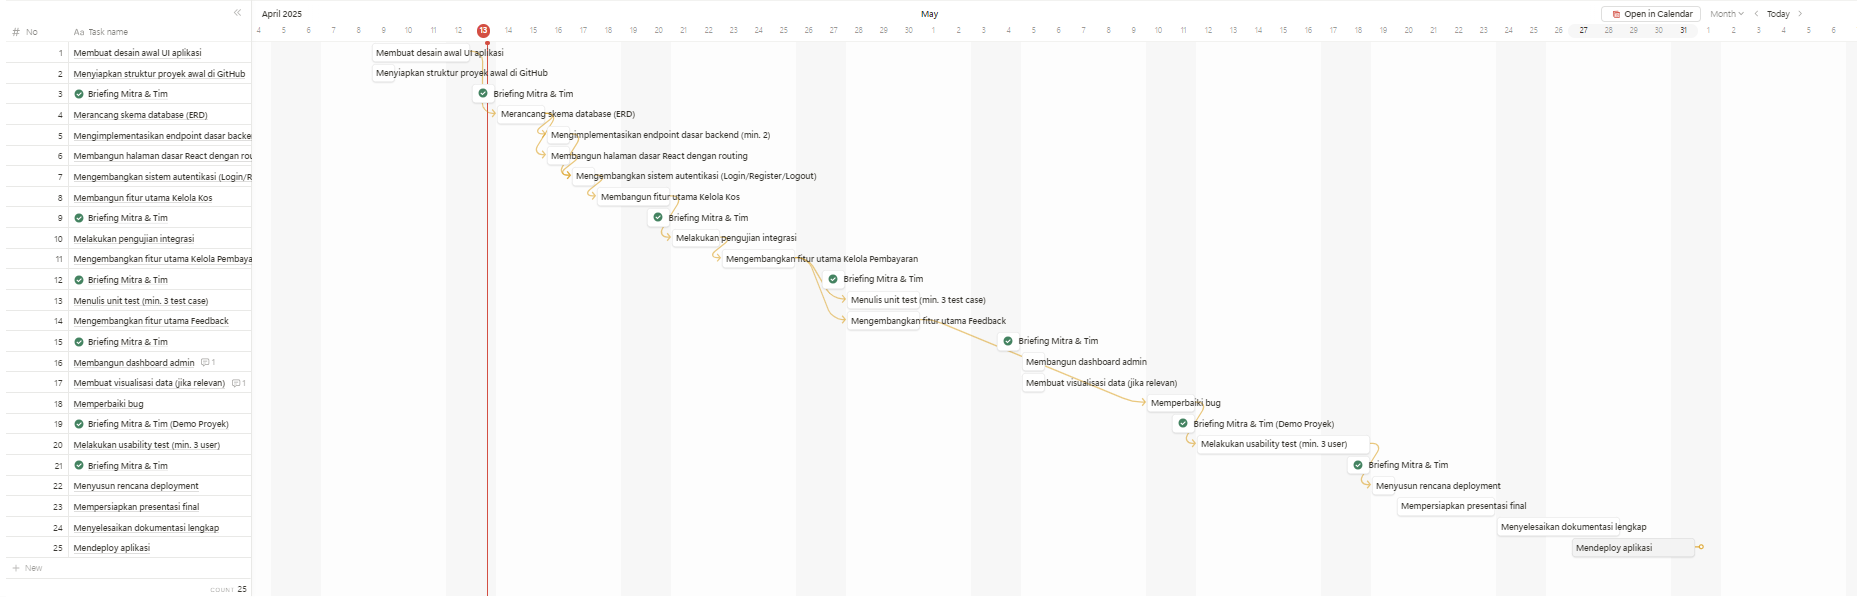 April 2025 May Open in Calendar Month Today
# No Aa Task name 4 5 6 7 8 9 10 11 12 13 14 15 16 17 18 19 20 21 22 23 24 25 26 27 28 29 30 1 2 3 4 5 6 7 8 9 10 11 12 13 14 15 16 17 18 19 20 21 22 23 24 25 26 27 28 29 30 31 1 2 3 4 5 6
1 Membuat desain awal UI aplikasi Membuat desain awal UI aplikasi
2 Menyiapkan struktur proyek awal di GitHub Menyiapkan struktur proyek awal di GitHub
3 Briefing Mitra & Tim Briefing Mitra & Tim
4 Merancang skema database (ERD) Merancang skema database (ERD)
5 Mengimplementasikan endpoint dasar backe Mengimplementasikan endpoint dasar backend (min. 2)
6 Membangun halaman dasar React dengan rou Membangun halaman dasar React dengan routing
7 Mengembangkan sistem autentikasi (Login/R Mengembangkan sistem autentikasi (Login/Register/Logout)
8 Membangun fitur utama Kelola Kos Membangun fitur utama Kelola Kos
9 Briefing Mitra & Tim Briefing Mitra & Tim
10 Melakukan pengujian integrasi Melakukan pengujian integrasi
11 Mengembangkan fitur utama Kelola Pembaya Mengembangkan fitur utama Kelola Pembayaran
12 Briefing Mitra & Tim Briefing Mitra & Tim
13 Menulis unit test (min. 3 test case) Menulis unit test (min. 3 test case)
14 Mengembangkan fitur utama Feedback Mengembangkan fitur utama Feedback
15 Briefing Mitra & Tim Briefing Mitra & Tim
16 Membangun dashboard admin 1 Membangun dashboard admin
17 Membuat visualisasi data (jika relevan) 1 Membuat visualisasi data (jika relevan)
18 Memperbaiki bug Memperbaiki bug
19 Briefing Mitra & Tim (Demo Proyek) Briefing Mitra & Tim (Demo Proyek)
20 Melakukan usability test (min. 3 user) Melakukan usability test (min. 3 user)
21 Briefing Mitra & Tim Briefing Mitra & Tim
22 Menyusun rencana deployment Menyusun rencana deployment
23 Mempersiapkan presentasi final Mempersiapkan presentasi final
24 Menyelesaikan dokumentasi lengkap Menyelesaikan dokumentasi lengkap
25 Mendeploy aplikasi Mendeploy aplikasi
+ New
COUNT 25